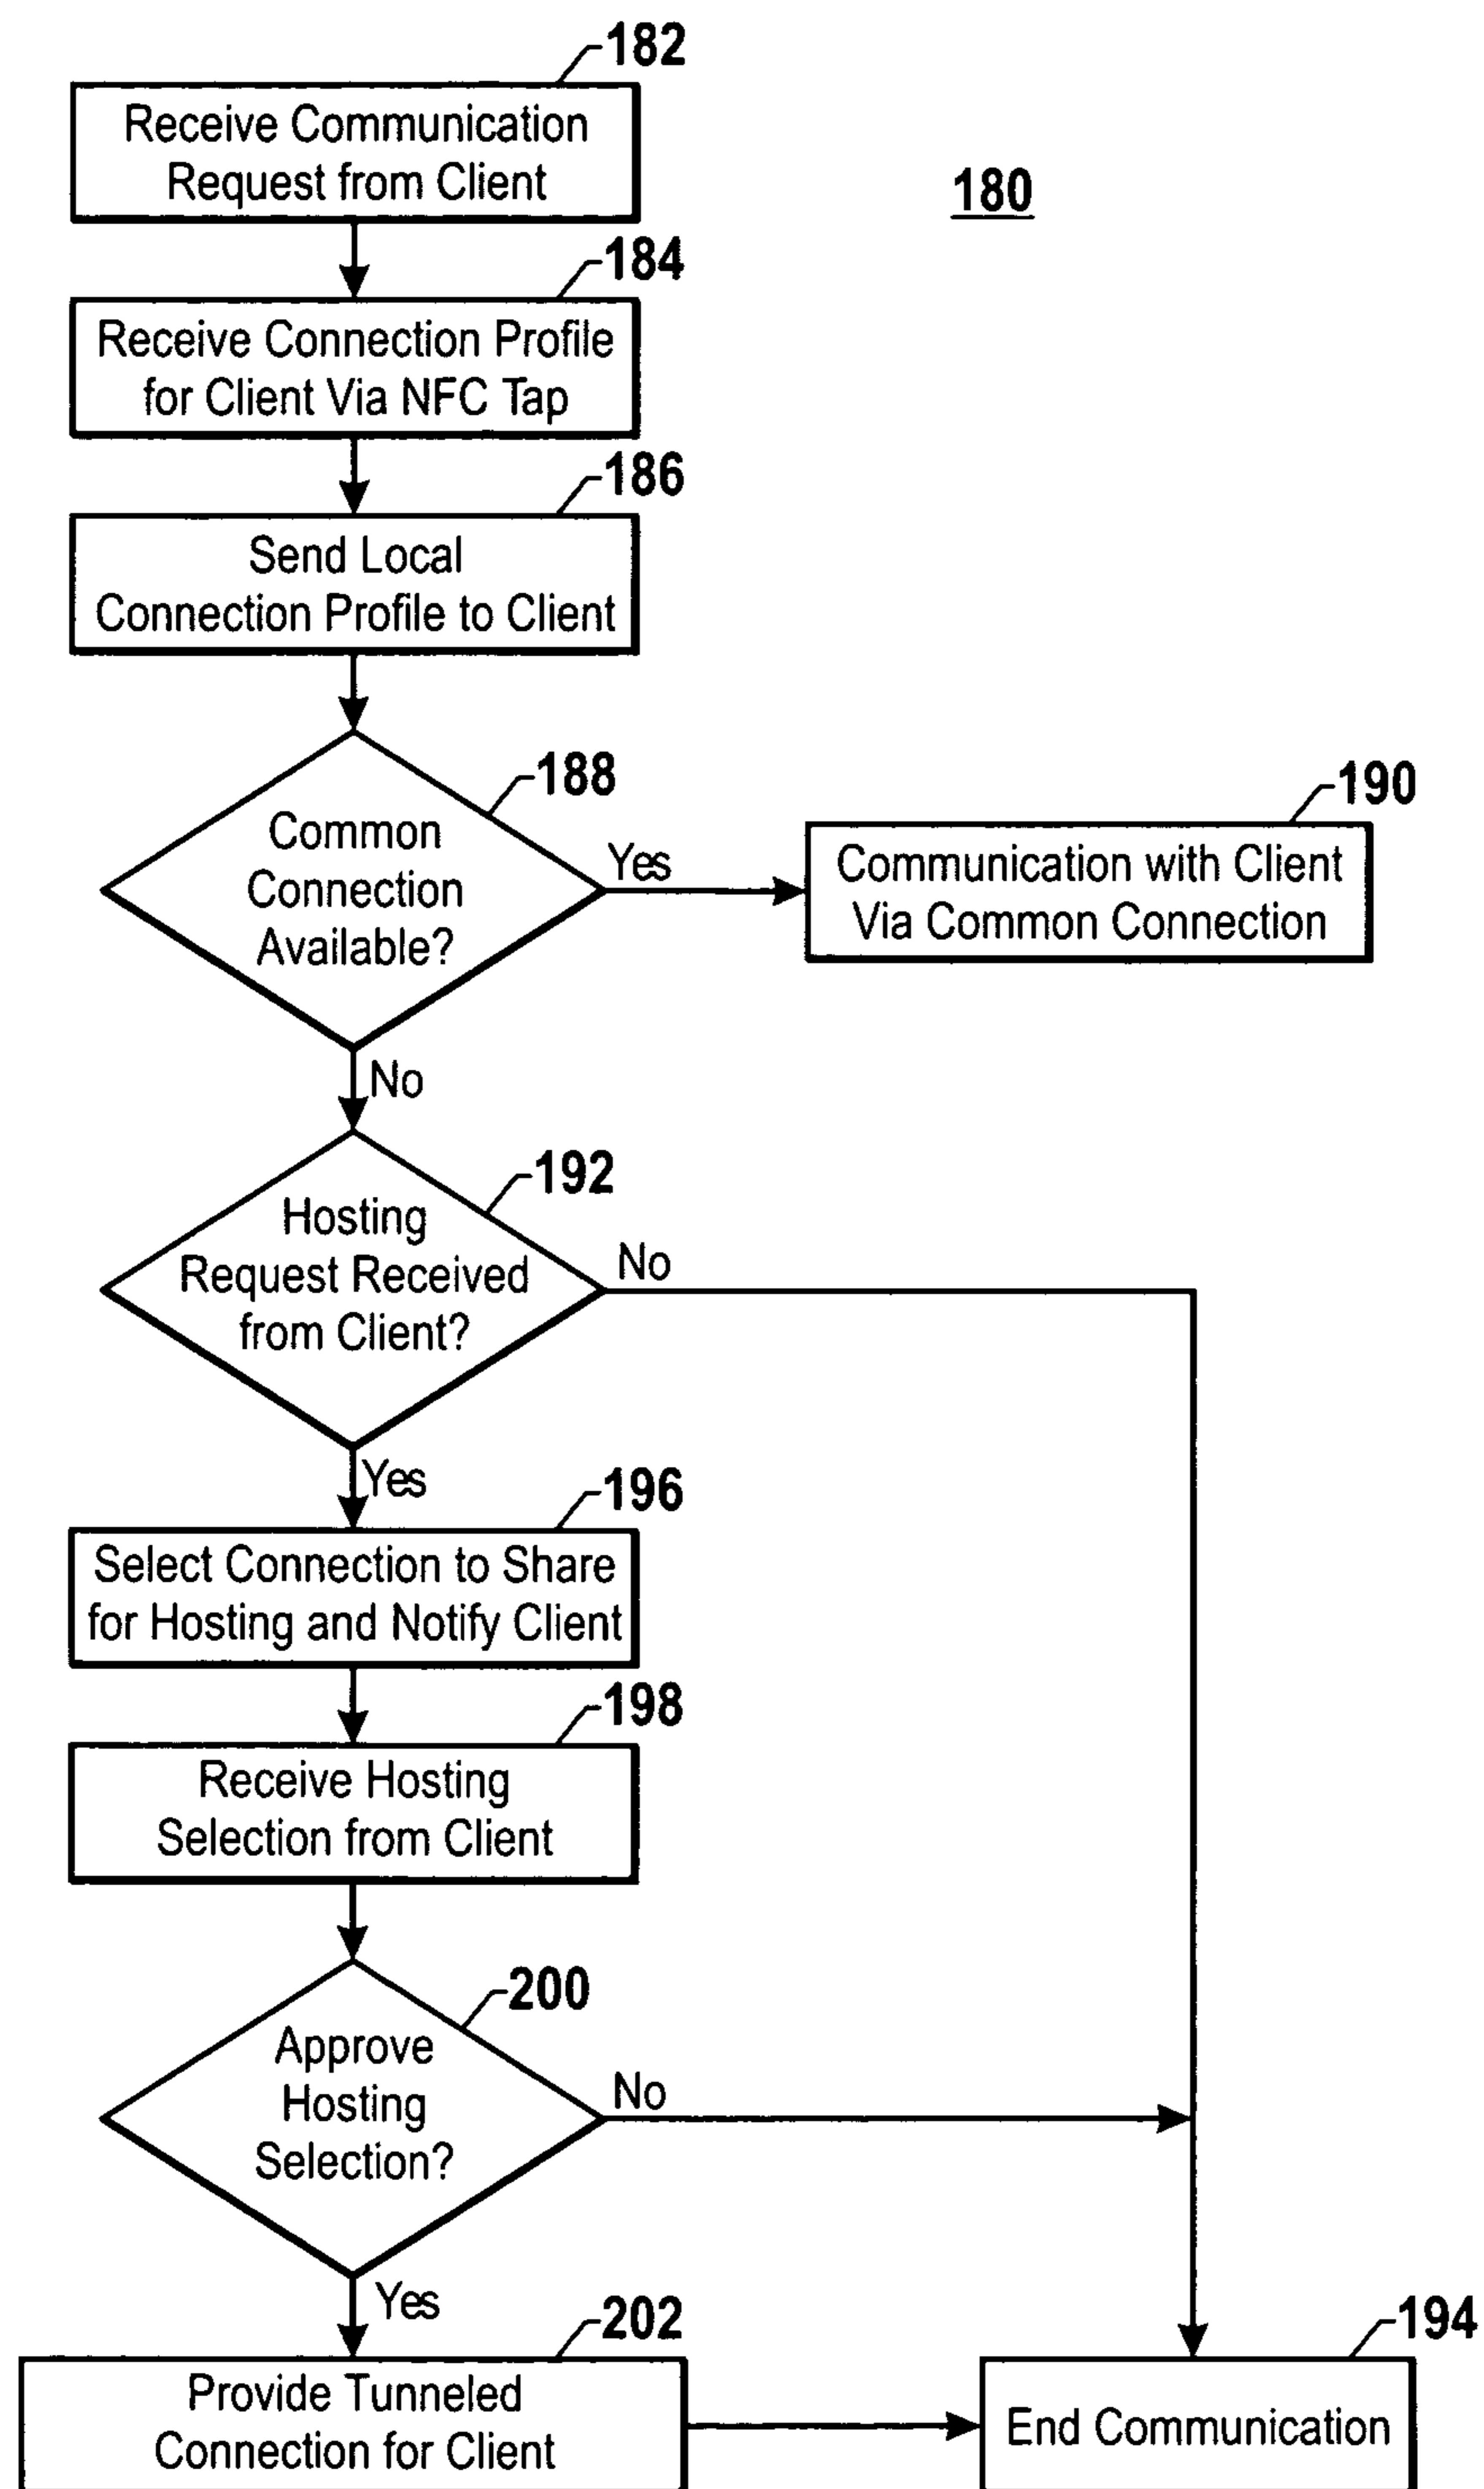 182
Receive Communication
Request from Client
180
184
Receive Connection Profile
for Client Via NFC Tap
186
Send Local
Connection Profile to Client
188
Common
Connection
Available?
Yes
190
Communication with Client
Via Common Connection
No
192
Hosting
Request Received
from Client?
No
Yes
196
Select Connection to Share
for Hosting and Notify Client
198
Receive Hosting
Selection from Client
200
Approve
Hosting
Selection?
No
Yes
202
Provide Tunneled
Connection for Client
194
End Communication